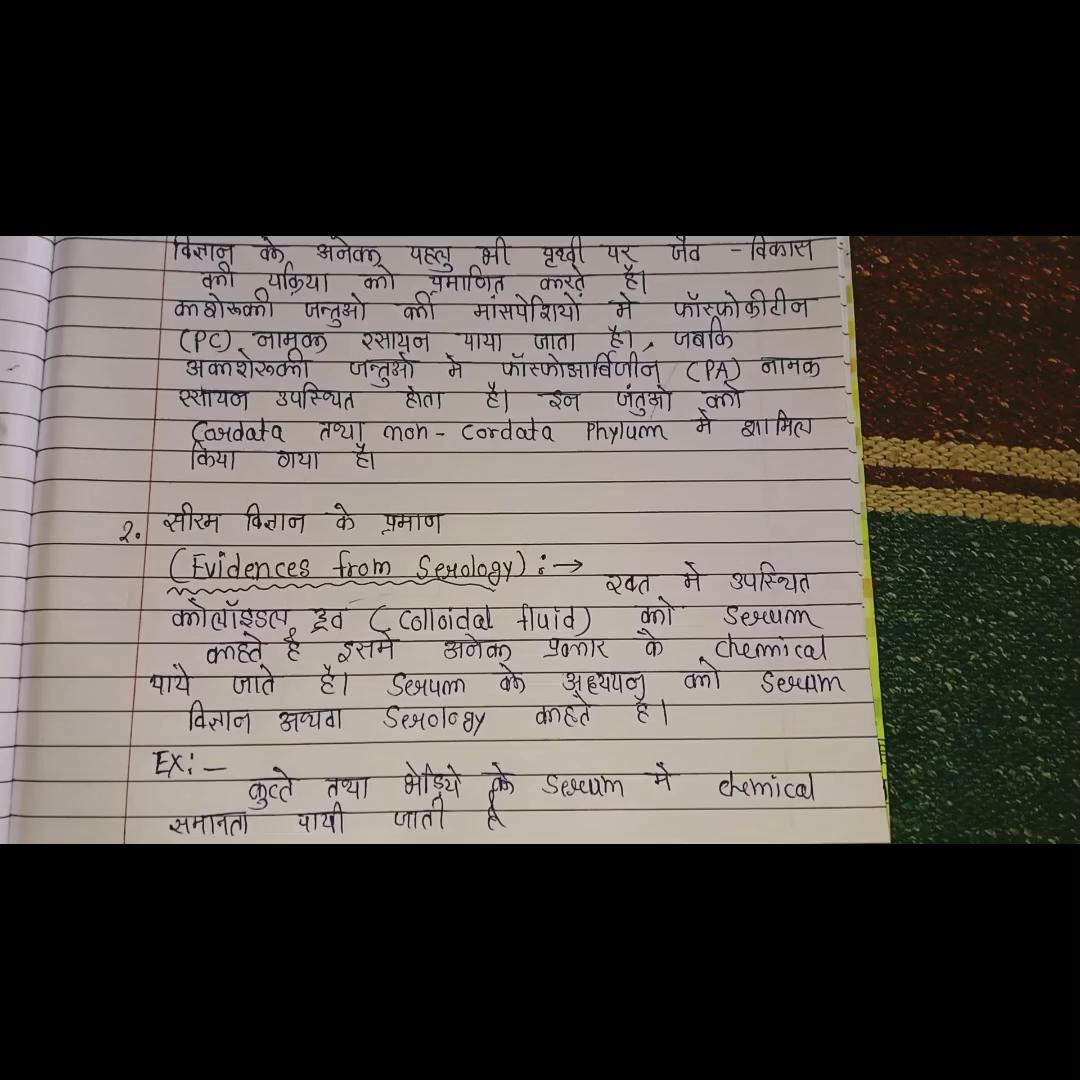 विज्ञान के अनेक पहलु भी पृथ्वी पर जैव - विकास
की प्रक्रिया को प्रमाणित करते है।
कशेरूकी जन्तुओ की मांसपेशियों मे फॉस्फोकीटीन
(PC) नामक रसायन पाया जाता है। जबकि
अकशेरूकी जन्तुओ मे फॉस्फोआर्विजीन (PA) नामक
रसायन उपस्थित होता है। इन जंतुओ को
Cordata तथा non - Cordata Phylum मे शामिल
किया गया है।
2. सीरम विज्ञान के प्रमाण
(Evidences from Serology) :→ रक्त मे उपस्थित
कोलॉइडल द्रव (Colloidal fluid) को Serum
कहते है इसमे अनेक प्रकार के chemical
पाये जाते है। Serum के अध्ययन को Serum
विज्ञान अथवा Serology कहते है।
EX:-
कुत्ते तथा भेड़िये के Serum मे chemical
समानता पायी जाती है